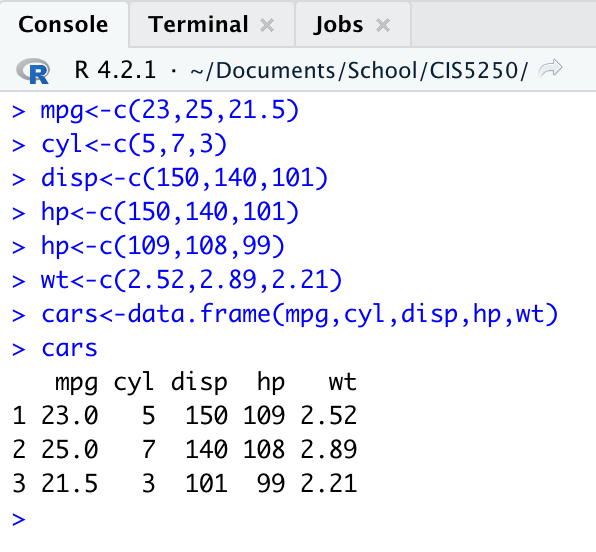 Console Terminal × Jobs ×
R R 4.2.1 · ~/Documents/School/CIS5250/
> mpg<-c(23,25,21.5)
> cyl<-c(5,7,3)
> disp<-c(150,140,101)
> hp<-c(150,140,101)
> hp<-c(109,108,99)
> wt<-c(2.52,2.89,2.21)
> cars<-data.frame(mpg,cyl,disp,hp,wt)
> cars
mpg cyl disp hp wt
1 23.0 5 150 109 2.52
2 25.0 7 140 108 2.89
3 21.5 3 101 99 2.21
>